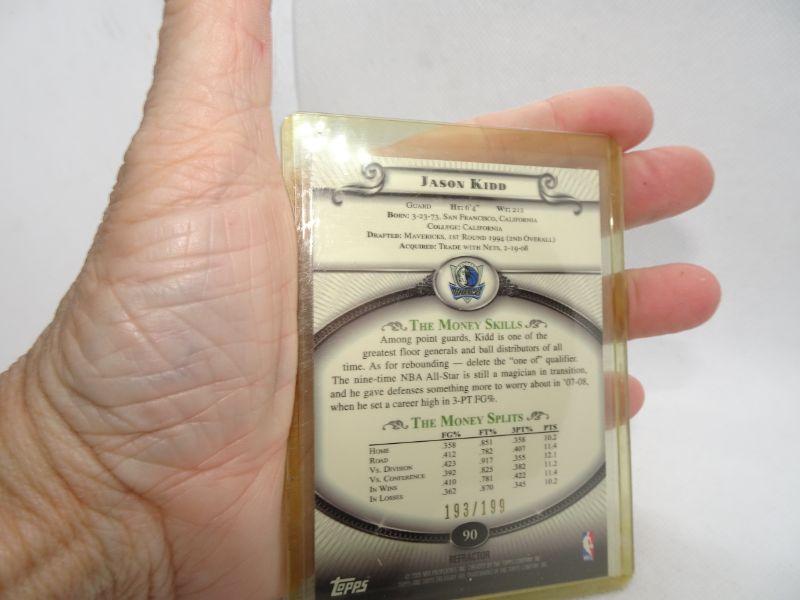 JASON KIDD
GUARD HT: 6'4" WT: 212
BORN: 3-23-73, SAN FRANCISCO, CALIFORNIA
COLLEGE: CALIFORNIA
DRAFTED: MAVERICKS, 1ST ROUND 1994 (2ND OVERALL)
ACQUIRED: TRADE WITH NETS, 2-19-08
THE MONEY SKILLS
Among point guards, Kidd is one of the
greatest floor generals and ball distributors of all
time. As for rebounding — delete the "one of" qualifier.
The nine-time NBA All-Star is still a magician in transition,
and he gave defenses something more to worry about in '07-08,
when he set a career high in 3-PT FG%.
THE MONEY SPLITS
FG% FT% 3PT% PTS
HOME .358 .851 .358 10.2
ROAD .412 .782 .407 11.4
VS. DIVISION .423 .917 .355 12.1
VS. CONFERENCE .392 .825 .382 11.2
IN WINS .410 .781 .422 11.4
IN LOSSES .362 .870 .345 10.2
193/199
90
REFRACTOR
topps